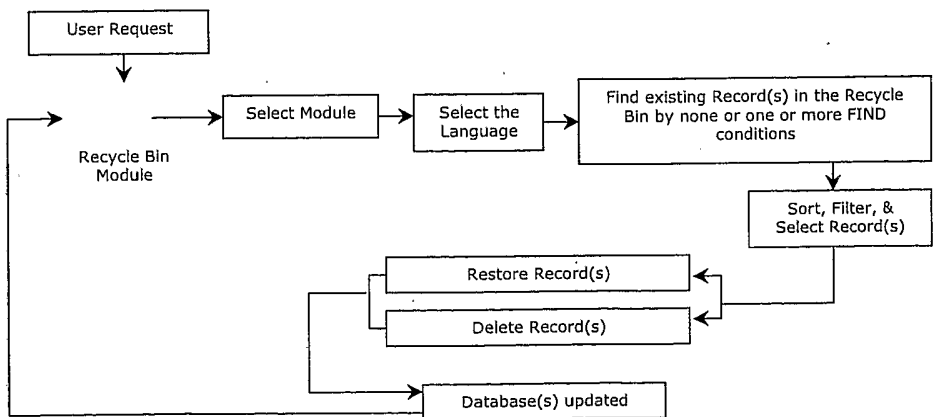 User Request
Recycle Bin
Module
Select Module
Select the
Language
Find existing Record(s) in the Recycle
Bin by none or one or more FIND
conditions
Sort, Filter, &
Select Record(s)
Restore Record(s)
Delete Record(s)
Database(s) updated